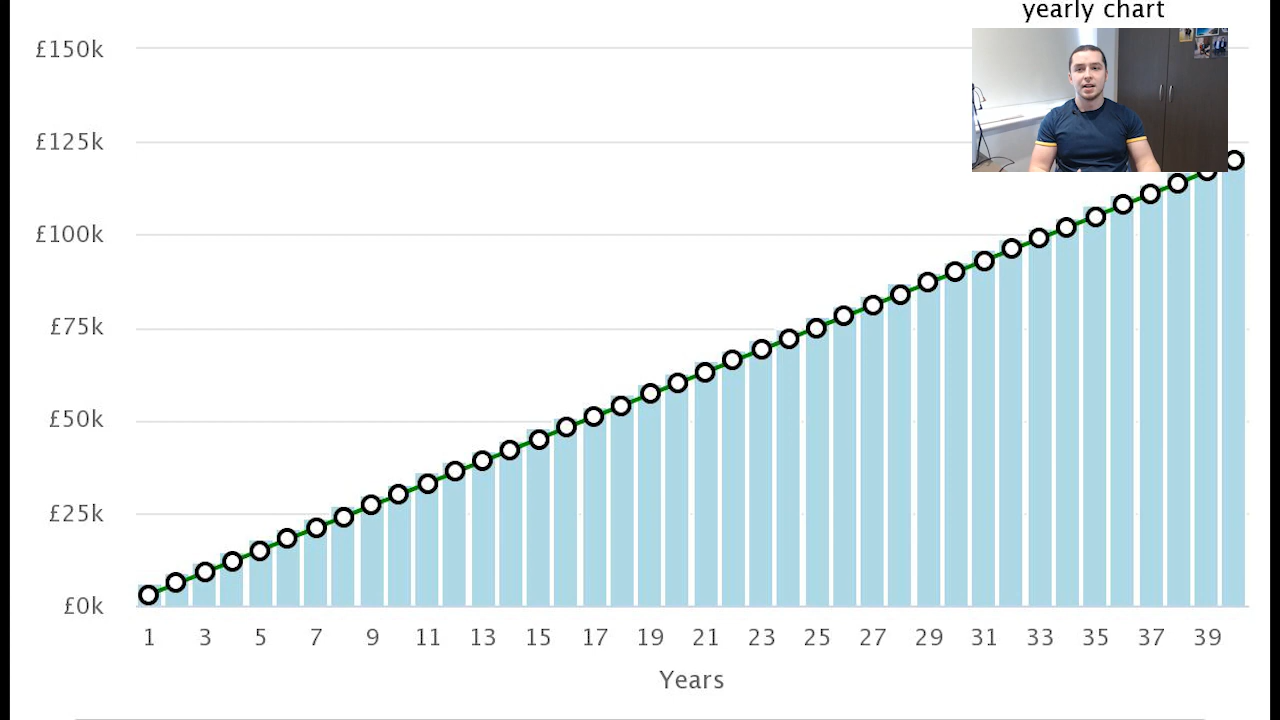 yearly chart
£150k
£125k
£100k
£75k
£50k
£25k
£0k
1 3 5 7 9 11 13 15 17 19 21 23 25 27 29 31 33 35 37 39
Years